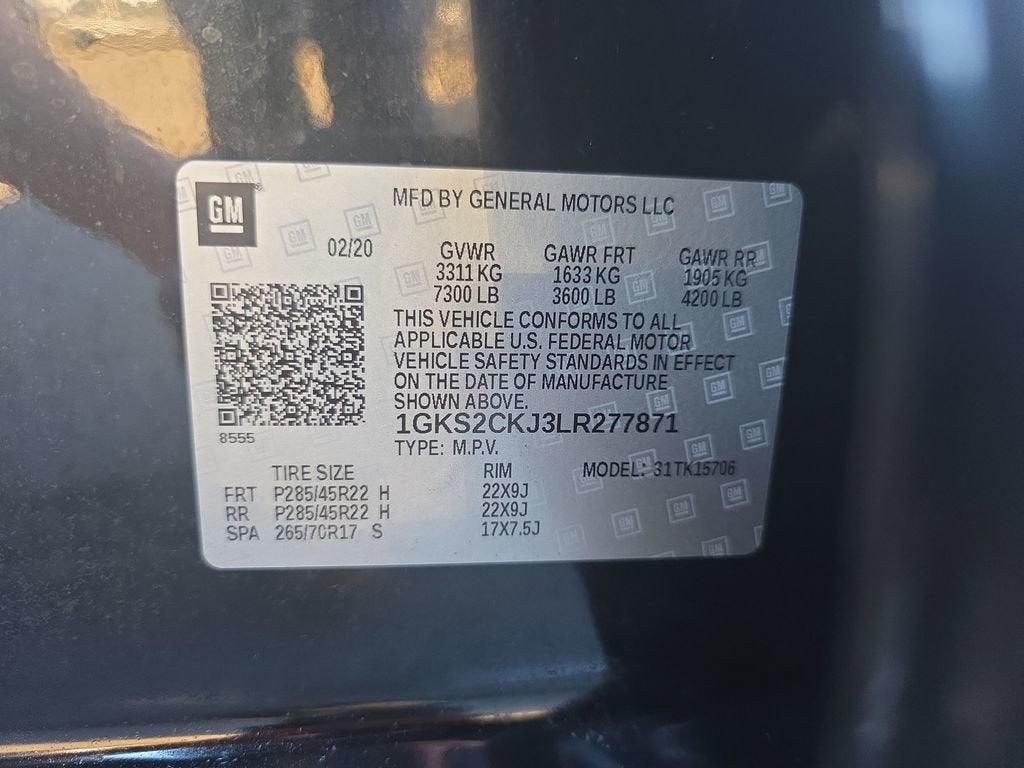 GM
MFD BY GENERAL MOTORS LLC
02/20
GVWR GAWR FRT GAWR RR
3311 KG 1633 KG 1905 KG
7300 LB 3600 LB 4200 LB
THIS VEHICLE CONFORMS TO ALL
APPLICABLE U.S. FEDERAL MOTOR
VEHICLE SAFETY STANDARDS IN EFFECT
ON THE DATE OF MANUFACTURE
SHOWN ABOVE.
1GKS2CKJ3LR277871
8555
TYPE: M.P.V.
TIRE SIZE RIM MODEL: 31TK15706
FRT P285/45R22 H 22X9J
RR P285/45R22 H 22X9J
SPA 265/70R17 S 17X7.5J